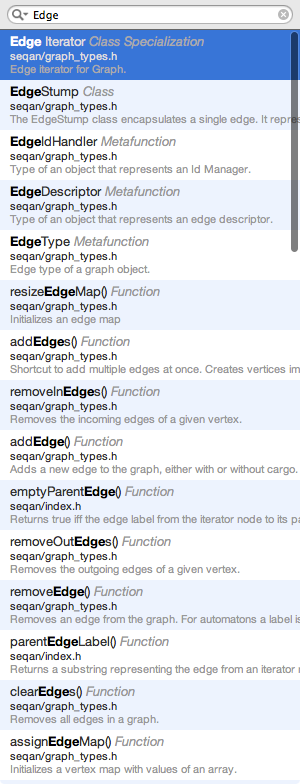 Edge
Edge Iterator Class Specialization
seqan/graph_types.h
Edge iterator for Graph.
EdgeStump Class
seqan/graph_types.h
The EdgeStump class encapsulates a single edge. It repres
EdgeIdHandler Metafunction
seqan/graph_types.h
Type of an object that represents an Id Manager.
EdgeDescriptor Metafunction
seqan/graph_types.h
Type of an object that represents an edge descriptor.
EdgeType Metafunction
seqan/graph_types.h
Edge type of a graph object.
resizeEdgeMap() Function
seqan/graph_types.h
Initializes an edge map
addEdges() Function
seqan/graph_types.h
Shortcut to add multiple edges at once. Creates vertices im
removeInEdges() Function
seqan/graph_types.h
Removes the incoming edges of a given vertex.
addEdge() Function
seqan/graph_types.h
Adds a new edge to the graph, either with or without cargo.
emptyParentEdge() Function
seqan/index.h
Returns true iff the edge label from the iterator node to its pa
removeOutEdges() Function
seqan/graph_types.h
Removes the outgoing edges of a given vertex.
removeEdge() Function
seqan/graph_types.h
Removes an edge from the graph. For automatons a label is
parentEdgeLabel() Function
seqan/index.h
Returns a substring representing the edge from an iterator
clearEdges() Function
seqan/graph_types.h
Removes all edges in a graph.
assignEdgeMap() Function
seqan/graph_types.h
Initializes a vertex map with values of an array.